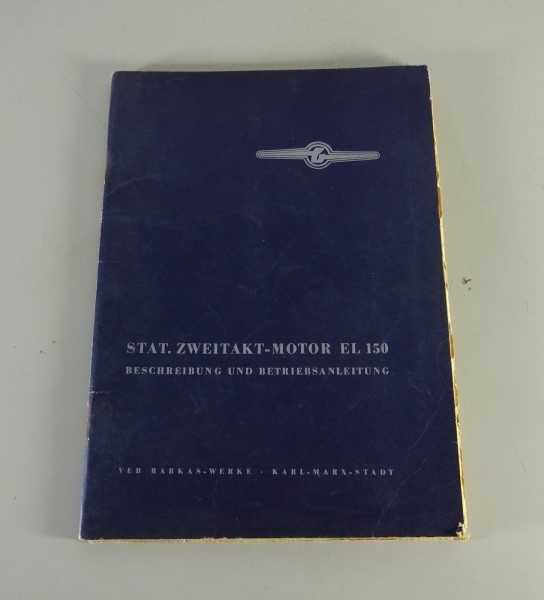 STAT. ZWEITAKT-MOTOR EL 150
BESCHREIBUNG UND BETRIEBSANLEITUNG
VEB BARKAS-WERKE · KARL-MARX-STADT